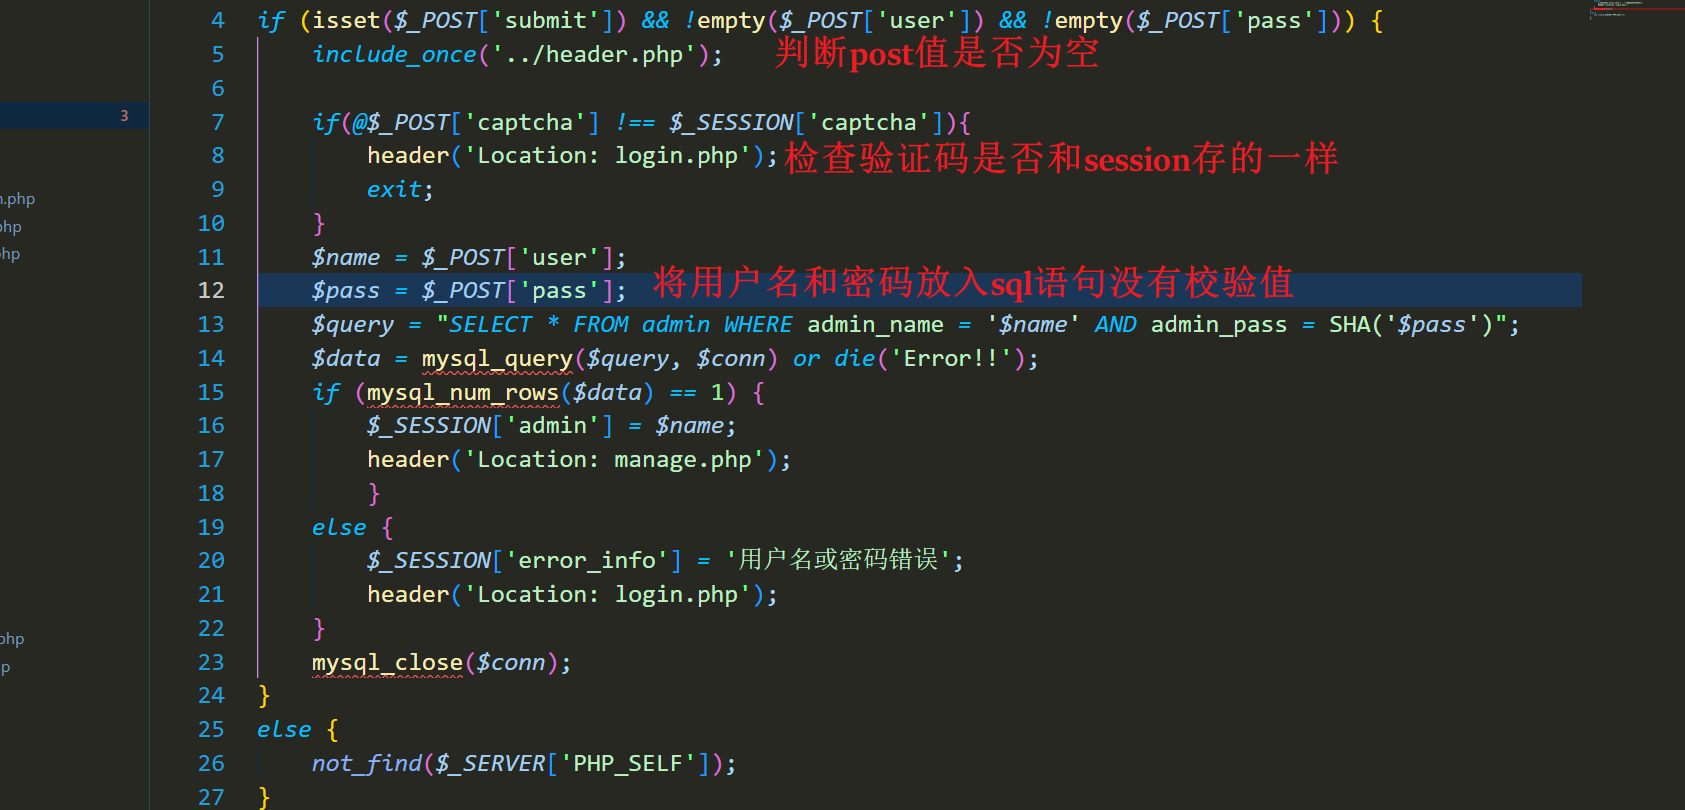 4 if (isset($_POST['submit']) && !empty($_POST['user']) && !empty($_POST['pass'])) {
5 include_once('../header.php'); 判断post值是否为空
6
3
7 if(@$_POST['captcha'] !== $_SESSION['captcha']){
8 header('Location: login.php'); 检查验证码是否和session存的一样
9 exit;
n.php
10 }
php
11 $name = $_POST['user'];
hp
12 $pass = $_POST['pass']; 将用户名和密码放入sql语句没有校验值
13 $query = "SELECT * FROM admin WHERE admin_name = '$name' AND admin_pass = SHA('$pass')";
14 $data = mysql_query($query, $conn) or die('Error!!');
15 if (mysql_num_rows($data) == 1) {
16 $_SESSION['admin'] = $name;
17 header('Location: manage.php');
18 }
19 else {
20 $_SESSION['error_info'] = '用户名或密码错误';
21 header('Location: login.php');
22 }
php
23 mysql_close($conn);
p
24 }
25 else {
26 not_find($_SERVER['PHP_SELF']);
27 }